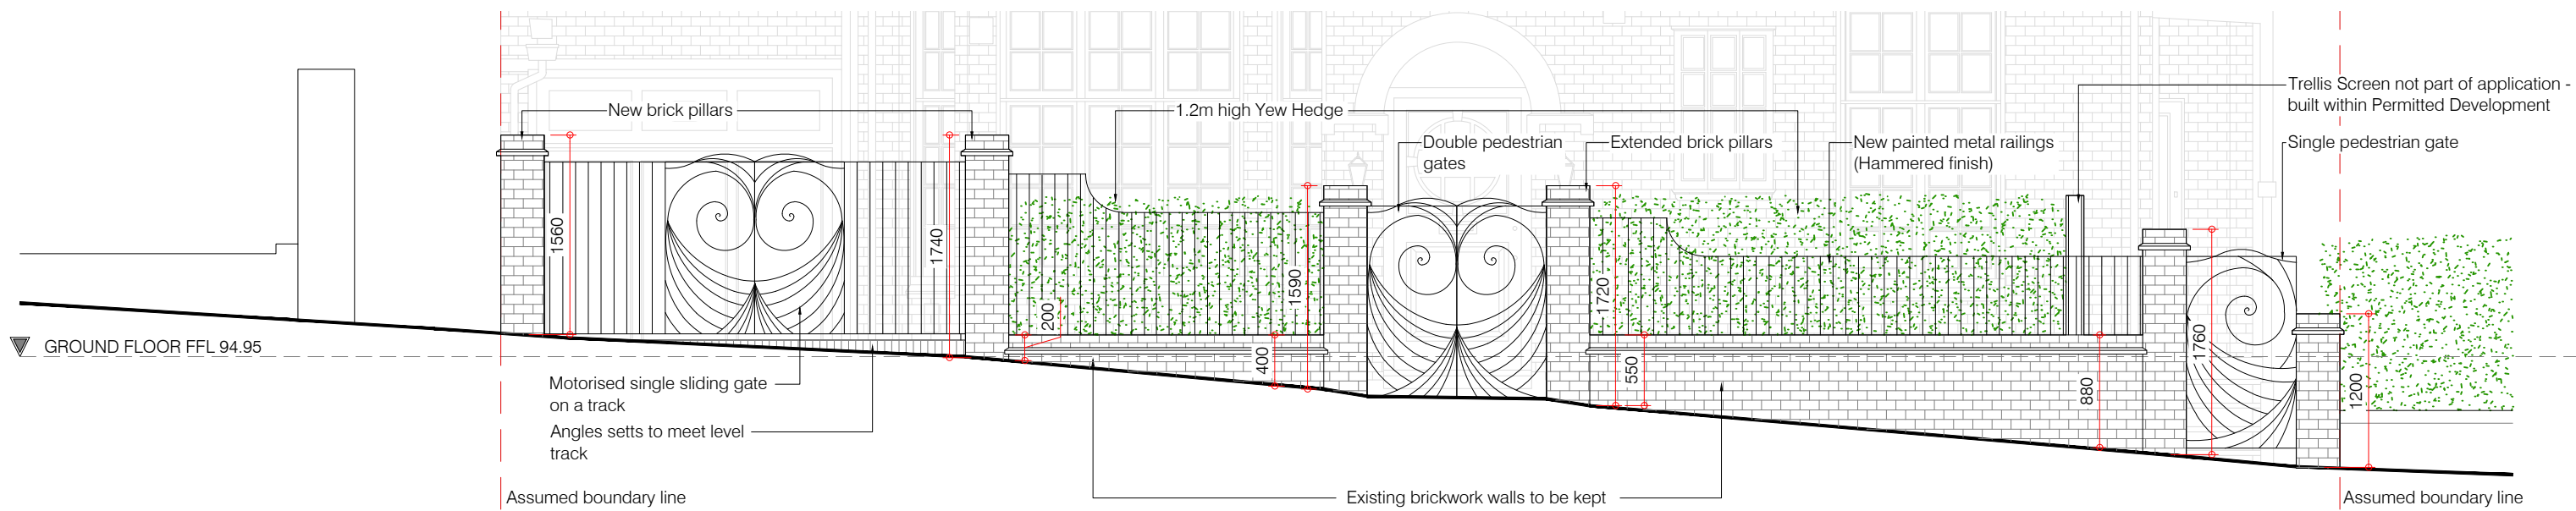 Trellis Screen not part of application -
built within Permitted Development
New brick pillars
1.2m high Yew Hedge
Double pedestrian
gates
Extended brick pillars
New painted metal railings
(Hammered finish)
Single pedestrian gate
1560
1740
200
1590
400
1720
550
880
1760
1200
GROUND FLOOR FFL 94.95
Motorised single sliding gate
on a track
Angles setts to meet level
track
Assumed boundary line
Existing brickwork walls to be kept
Assumed boundary line